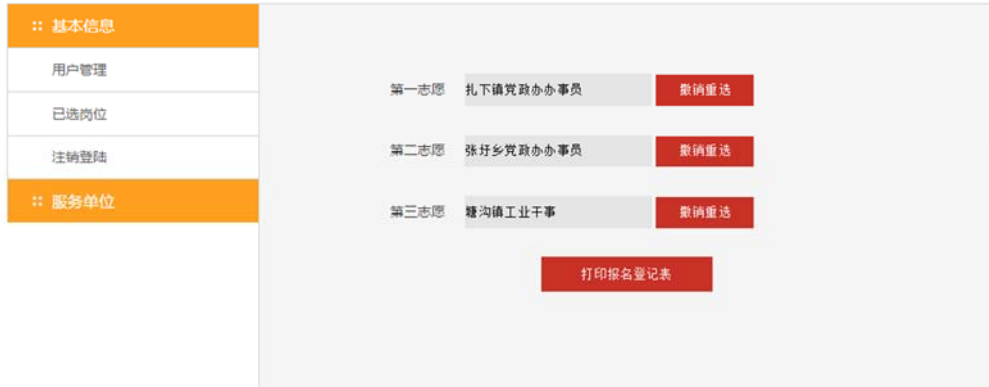 基本信息
用户管理
已选岗位
注销登陆
服务单位
第一志愿 扎下镇党政办办事员 撤销重选
第二志愿 张圩乡党政办办事员 撤销重选
第三志愿 塘沟镇工业干事 撤销重选
打印报名登记表